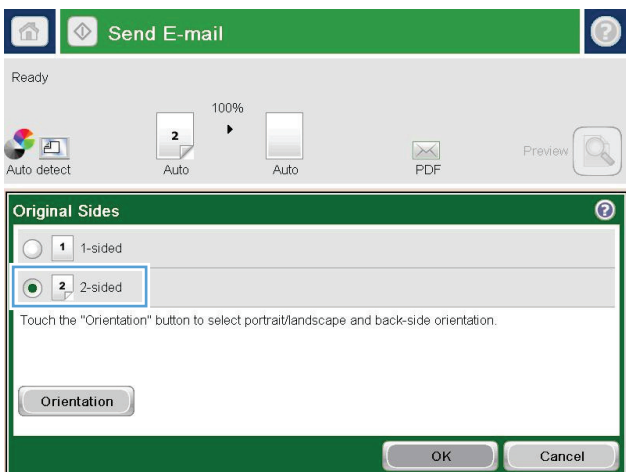 Send E-mail
Ready
100%
2
Auto detect
Auto
Auto
PDF
Preview
Original Sides
1 1-sided
2 2-sided
Touch the "Orientation" button to select portrait/landscape and back-side orientation.
Orientation
OK
Cancel